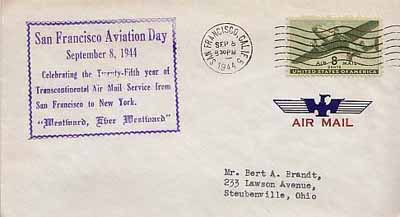 San Francisco Aviation Day
September 8, 1944
Celebrating the Twenty-Fifth year of
Transcontinental Air Mail Service from
San Francisco to New York.
"Westward, Ever Westward"
SAN FRANCISCO, CALIF.
SEP 8
930PM
1944
AIR 8 MAIL
CENTS
UNITED STATES OF AMERICA
AIR MAIL
Mr. Bert A. Brandt,
233 Lawson Avenue,
Steubenville, Ohio